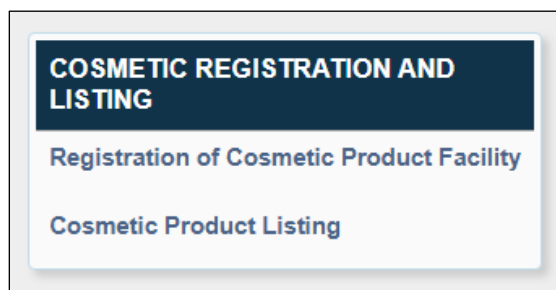 COSMETIC REGISTRATION AND
LISTING
Registration of Cosmetic Product Facility
Cosmetic Product Listing